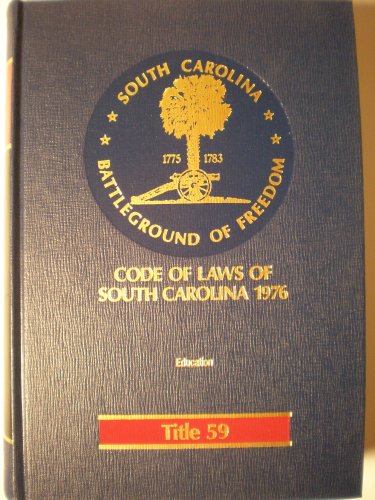 SOUTH CAROLINA
1775 1783
BATTLEGROUND OF FREEDOM
CODE OF LAWS OF
SOUTH CAROLINA 1976
Education
Title 59